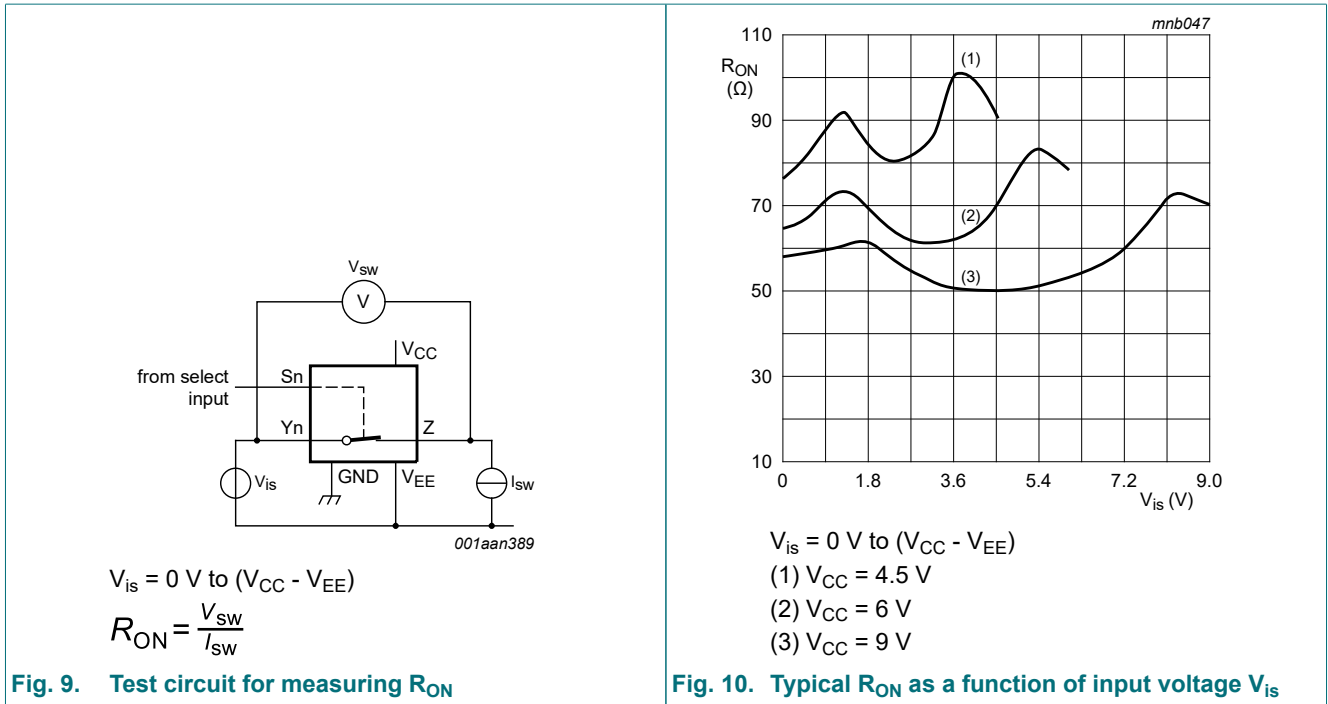 V_SW
V
V_CC
from select
input
Sn
Yn
Z
V_is
GND
V_EE
I_sw
001aan389
V_is = 0 V to (V_CC - V_EE)
R_ON = V_sw / I_sw
Fig. 9. Test circuit for measuring R_ON
mnb047
110
R_ON
(Ω)
(1)
90
70
(2)
(3)
50
30
10
0 1.8 3.6 5.4 7.2 9.0
V_is (V)
V_is = 0 V to (V_CC - V_EE)
(1) V_CC = 4.5 V
(2) V_CC = 6 V
(3) V_CC = 9 V
Fig. 10. Typical R_ON as a function of input voltage V_is